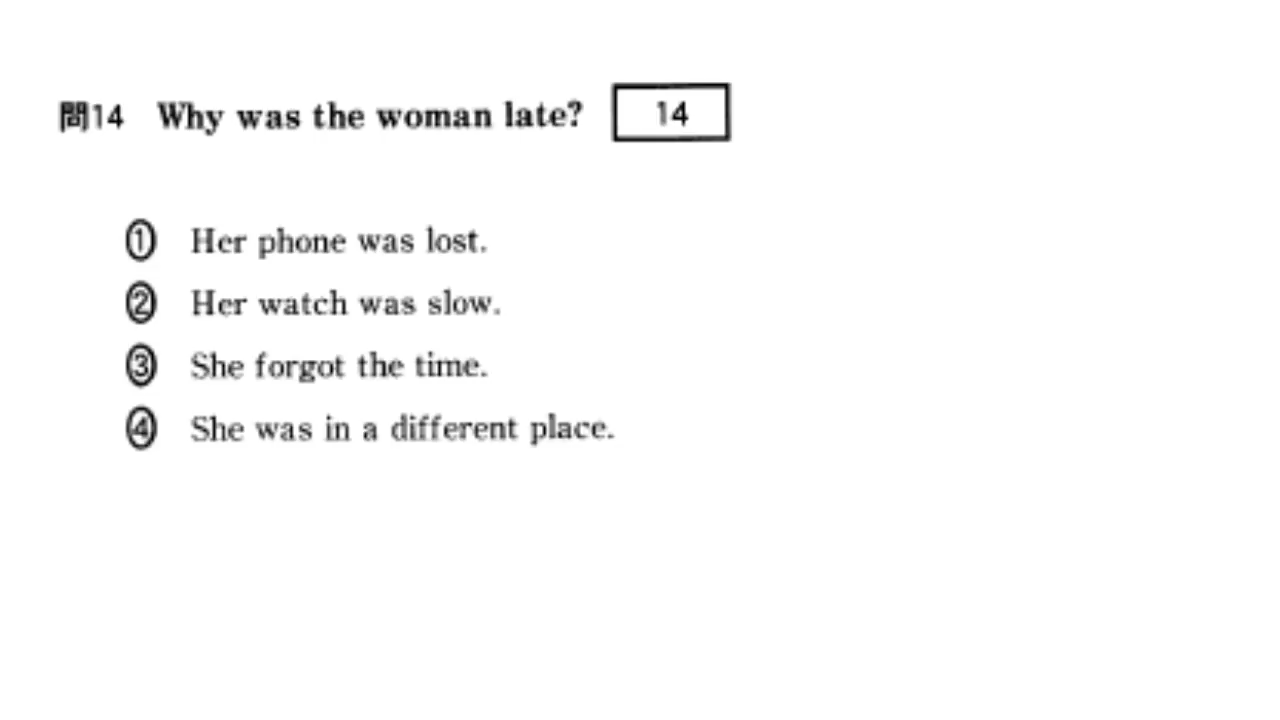 問14 Why was the woman late? 14
① Her phone was lost.
② Her watch was slow.
③ She forgot the time.
④ She was in a different place.